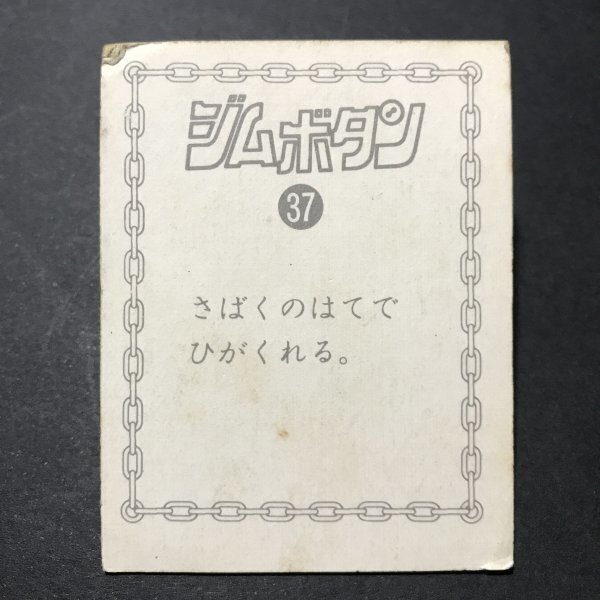 ジムボタン
37
さばくのはてで
ひがくれる。